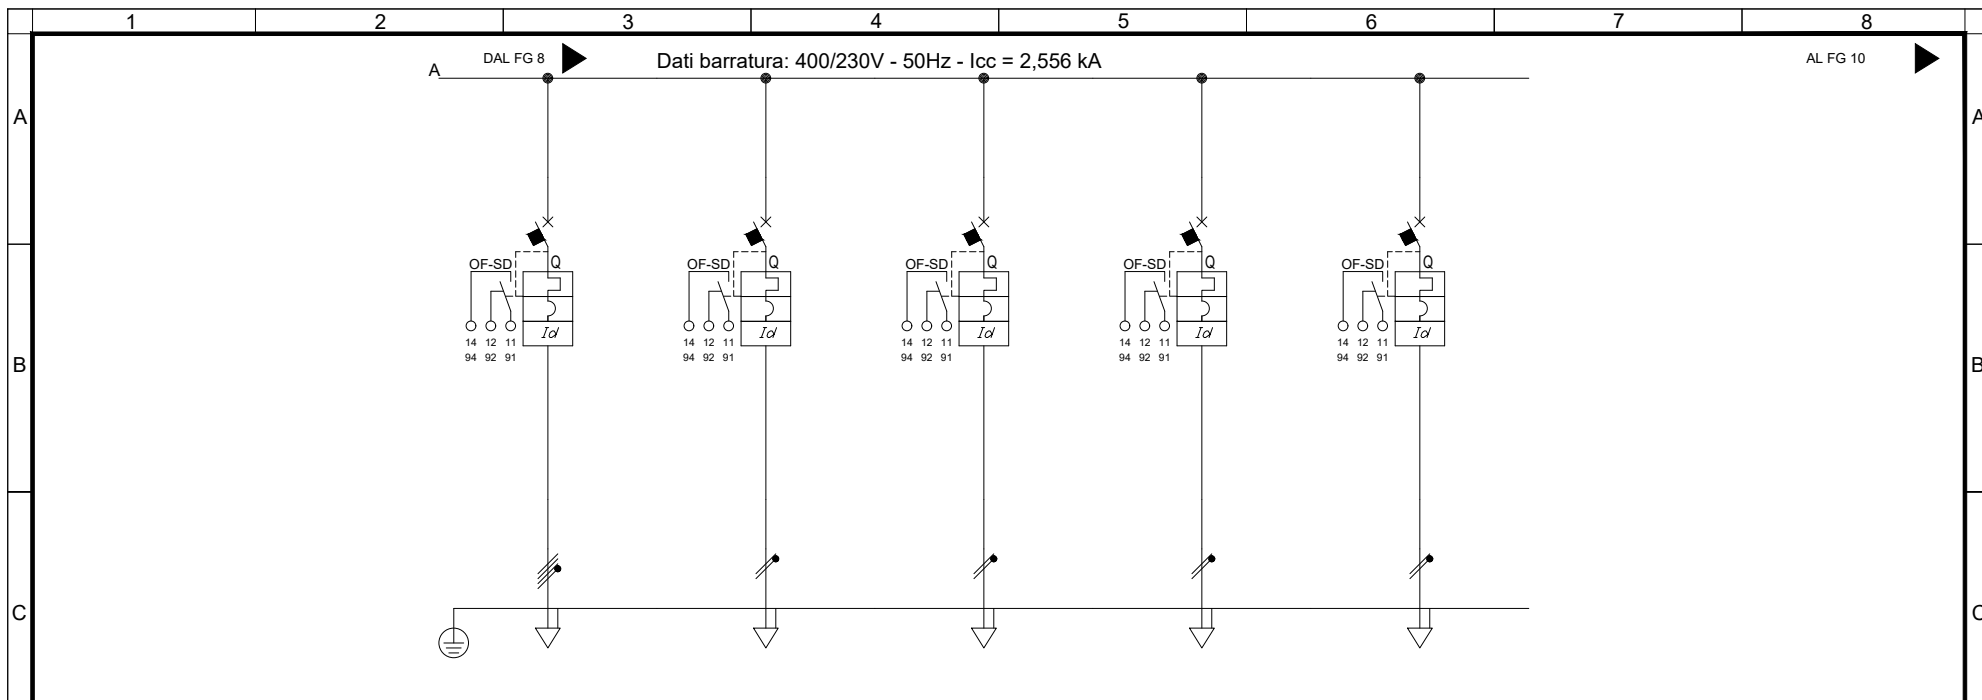 1 2 3 4 5 6 7 8
DAL FG 8 Dati barratura: 400/230V - 50Hz - Icc = 2,556 kA AL FG 10
A
A A
OF-SD Q OF-SD Q OF-SD Q OF-SD Q OF-SD Q
Id Id Id Id Id
14 12 11 14 12 11 14 12 11 14 12 11 14 12 11
94 92 91 94 92 91 94 92 91 94 92 91 94 92 91
B B
C C